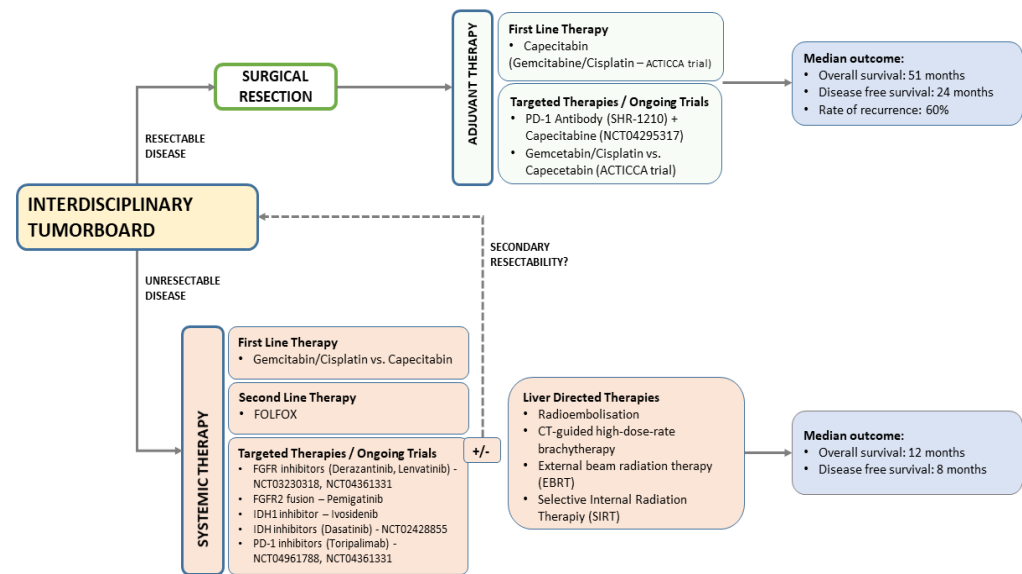 First Line Therapy
• Capecitabin
(Gemcitabine/Cisplatin – ACTICCA trial)
ADJUVANT THERAPY
Targeted Therapies / Ongoing Trials
• PD-1 Antibody (SHR-1210) +
Capecitabine (NCT04295317)
• Gemcetabin/Cisplatin vs.
Capecetabin (ACTICCA trial)
Median outcome:
• Overall survival: 51 months
• Disease free survival: 24 months
• Rate of recurrence: 60%
SURGICAL
RESECTION
RESECTABLE
DISEASE
INTERDISCIPLINARY
TUMORBOARD
SECONDARY
RESECTABILITY?
UNRESECTABLE
DISEASE
SYSTEMIC THERAPY
First Line Therapy
• Gemcitabin/Cisplatin vs. Capecitabin
Second Line Therapy
• FOLFOX
Targeted Therapies / Ongoing Trials
• FGFR inhibitors (Derazantinib, Lenvatinib) -
NCT03230318, NCT04361331
• FGFR2 fusion – Pemigatinib
• IDH1 inhibitor – Ivosidenib
• IDH inhibitors (Dasatinib) - NCT02428855
• PD-1 inhibitors (Toripalimab) -
NCT04961788, NCT04361331
+/-
Liver Directed Therapies
• Radioembolisation
• CT-guided high-dose-rate
brachytherapy
• External beam radiation therapy
(EBRT)
• Selective Internal Radiation
Therapiy (SIRT)
Median outcome:
• Overall survival: 12 months
• Disease free survival: 8 months